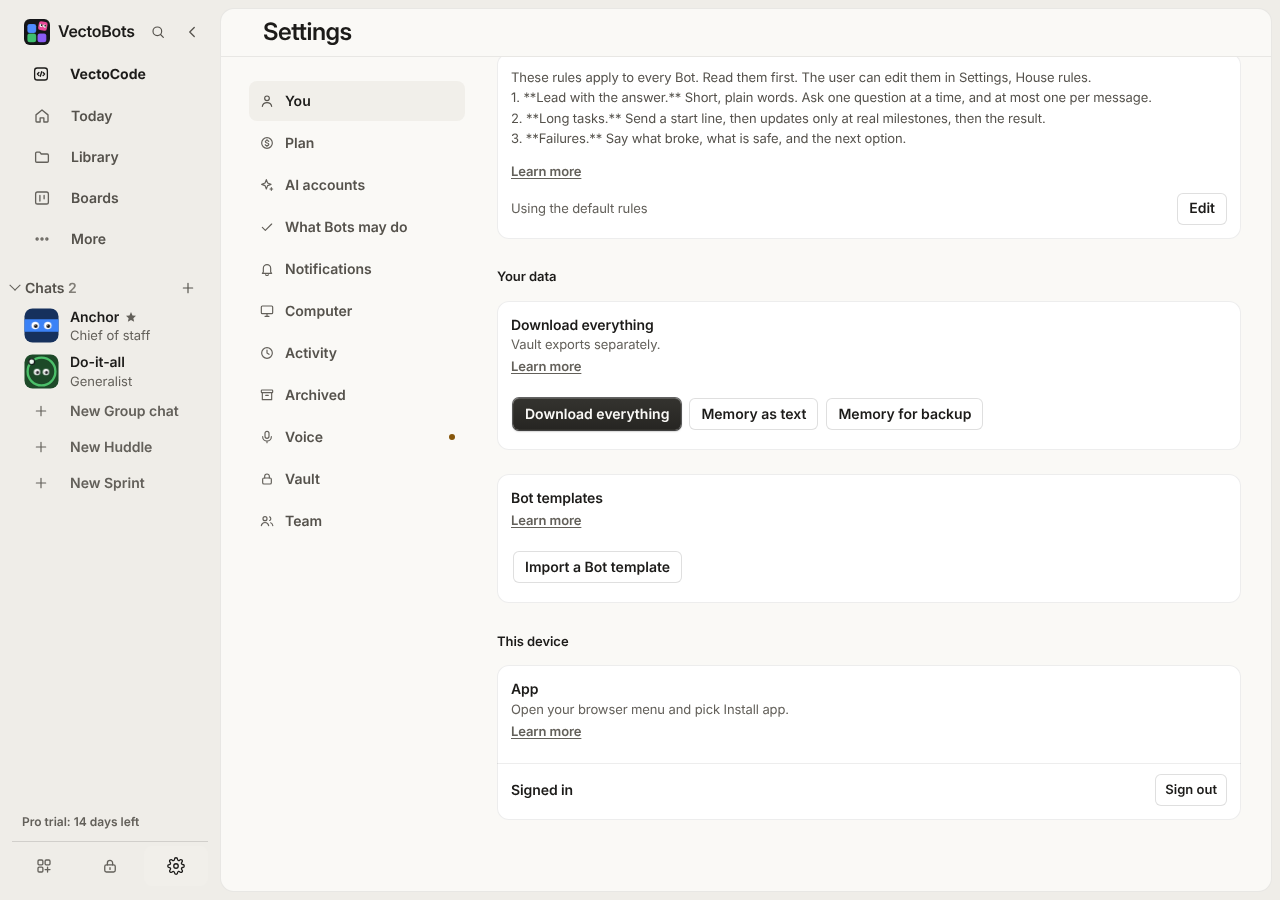 VectoBots
VectoCode
Today
Library
Boards
More
Chats 2
Anchor
Chief of staff
Do-it-all
Generalist
New Group chat
New Huddle
New Sprint
Pro trial: 14 days left
Settings
You
Plan
AI accounts
What Bots may do
Notifications
Computer
Activity
Archived
Voice
Vault
Team
These rules apply to every Bot. Read them first. The user can edit them in Settings, House rules.
1. **Lead with the answer.** Short, plain words. Ask one question at a time, and at most one per message.
2. **Long tasks.** Send a start line, then updates only at real milestones, then the result.
3. **Failures.** Say what broke, what is safe, and the next option.
Learn more
Using the default rules
Edit
Your data
Download everything
Vault exports separately.
Learn more
Download everything
Memory as text
Memory for backup
Bot templates
Learn more
Import a Bot template
This device
App
Open your browser menu and pick Install app.
Learn more
Signed in
Sign out